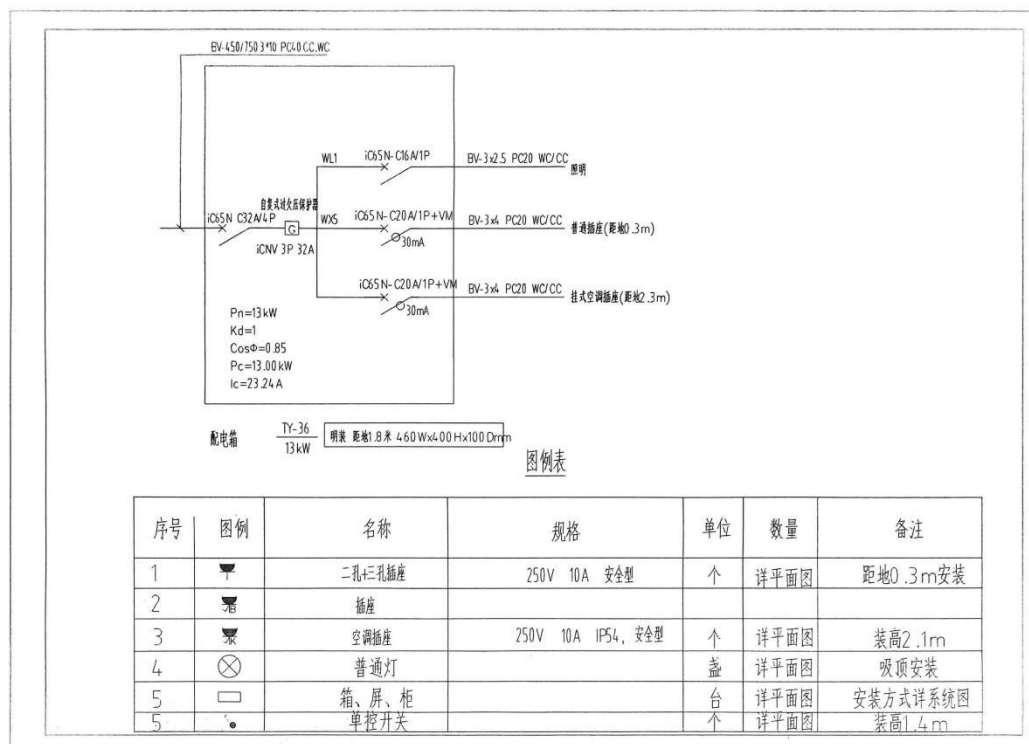 BV-450/750 3*10 PC40 CC.WC
WL1 iC65N-C16A/1P BV-3x2.5 PC20 WC/CC 照明
自复式过欠压保护器
iC65N C32A/4P G WX5 iC65N-C20A/1P+VM BV-3x4 PC20 WC/CC 普通插座(距地0.3m)
30mA
iCNV 3P 32A
iC65N-C20A/1P+VM BV-3x4 PC20 WC/CC 挂式空调插座(距地2.3m)
30mA
Pn=13kW
Kd=1
CosΦ=0.85
Pc=13.00kW
Ic=23.24A
配电箱 TY-36 明装 距地1.8米 460Wx400Hx100Dmm
13kW
图例表
序号 图例 名称 规格 单位 数量 备注
1 二孔+三孔插座 250V 10A 安全型 个 详平面图 距地0.3m安装
2 插座
3 空调插座 250V 10A IP54, 安全型 个 详平面图 装高2.1m
4 普通灯 盏 详平面图 吸顶安装
5 箱、屏、柜 台 详平面图 安装方式详系统图
5 单控开关 个 详平面图 装高1.4m